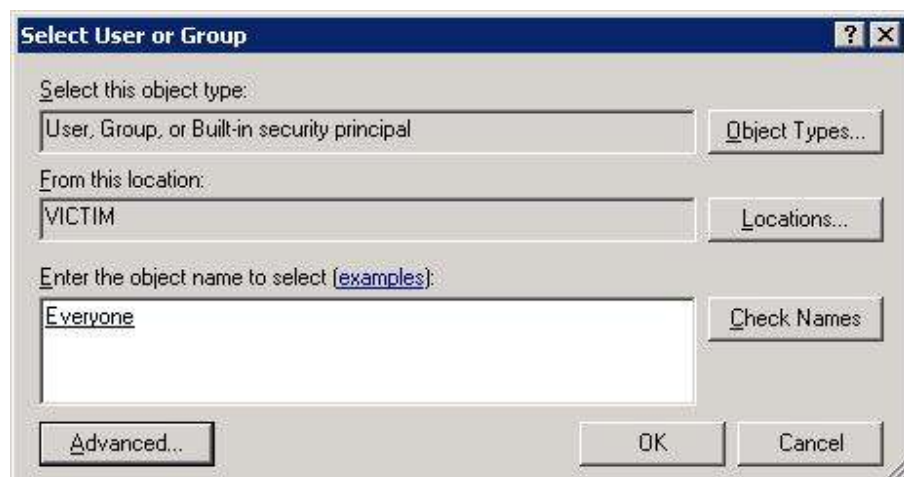 Select User or Group
Select this object type:
User, Group, or Built-in security principal
Object Types...
From this location:
VICTIM
Locations...
Enter the object name to select (examples):
Everyone
Check Names
Advanced...
OK
Cancel